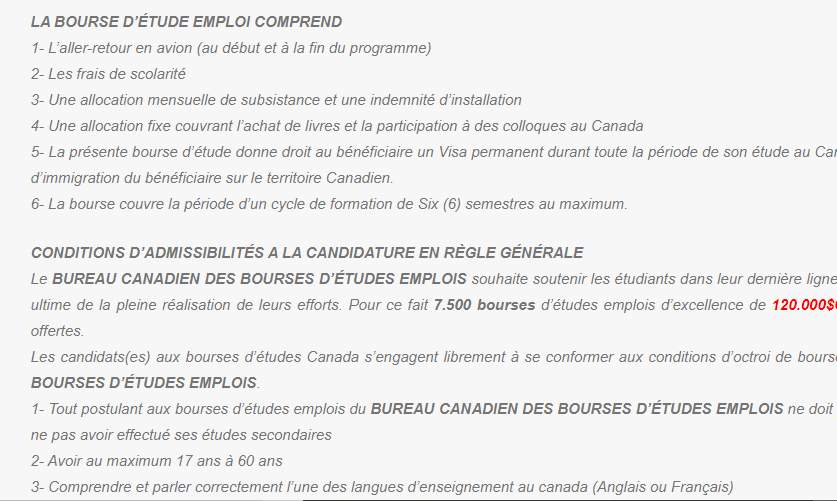 LA BOURSE D'ÉTUDE EMPLOI COMPREND
1- L'aller-retour en avion (au début et à la fin du programme)
2- Les frais de scolarité
3- Une allocation mensuelle de subsistance et une indemnité d'installation
4- Une allocation fixe couvrant l'achat de livres et la participation à des colloques au Canada
5- La présente bourse d'étude donne droit au bénéficiaire un Visa permanent durant toute la période de son étude au
d'immigration du bénéficiaire sur le territoire Canadien.
6- La bourse couvre la période d'un cycle de formation de Six (6) semestres au maximum.
CONDITIONS D'ADMISSIBILITÉS A LA CANDIDATURE EN RÈGLE GÉNÉRALE
Le BUREAU CANADIEN DES BOURSES D'ÉTUDES EMPLOIS souhaite soutenir les étudiants dans leur dernière ligne
ultime de la pleine réalisation de leurs efforts. Pour ce fait 7.500 bourses d'études emplois d'excellence de 120.000$
offertes.
Les candidats(es) aux bourses d'études Canada s'engagent librement à se conformer aux conditions d'octroi de
BOURSES D'ÉTUDES EMPLOIS.
1- Tout postulant aux bourses d'études emplois du BUREAU CANADIEN DES BOURSES D'ÉTUDES EMPLOIS ne doit
ne pas avoir effectué ses études secondaires
2- Avoir au maximum 17 ans à 60 ans
3- Comprendre et parler correctement l'une des langues d'enseignement au canada (Anglais ou Français)